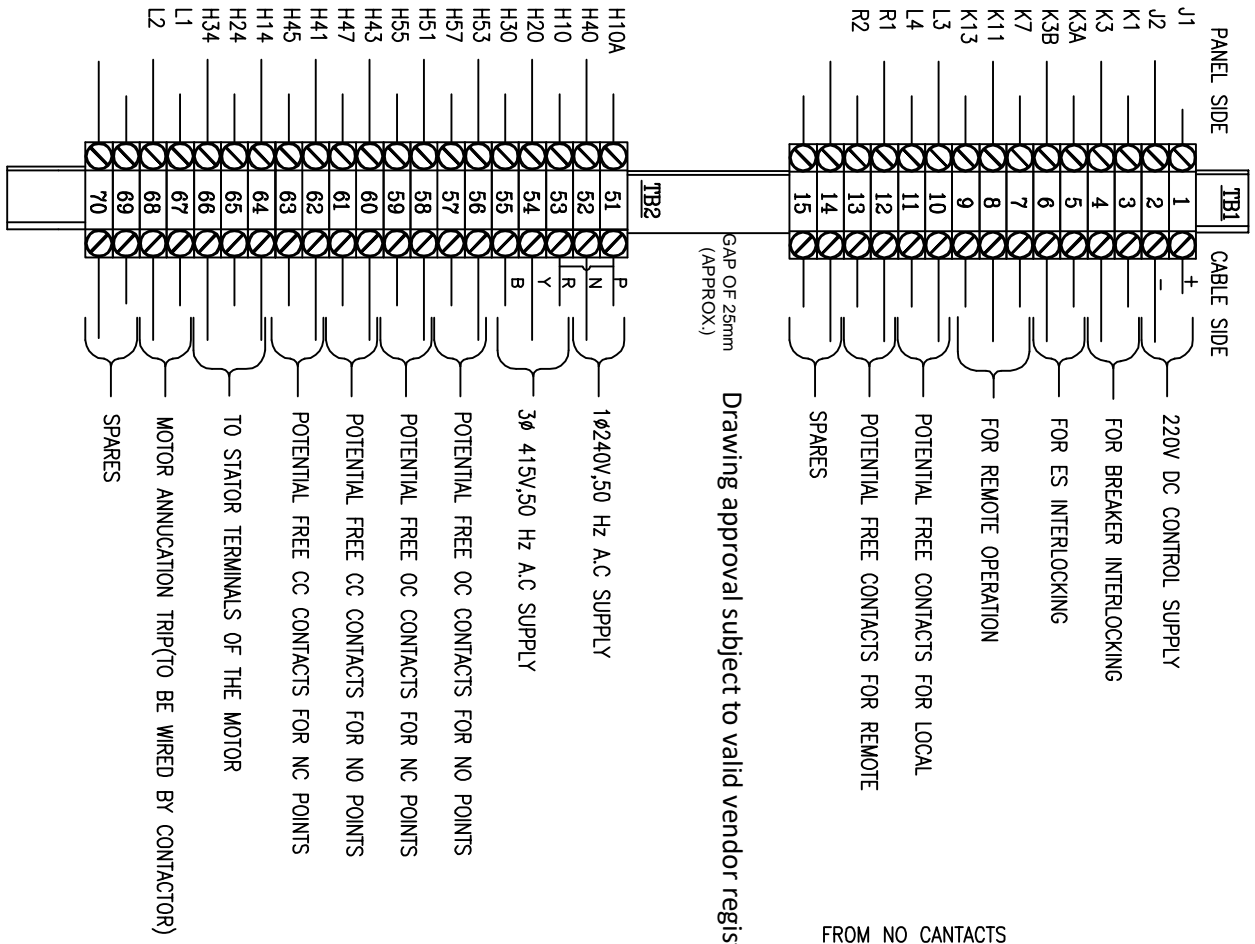 PANEL SIDE
TB1
CABLE SIDE
J1 1 +
220V DC CONTROL SUPPLY
J2 2 -
K1 3
FOR BREAKER INTERLOCKING
K3 4
K3A 5
FOR ES INTERLOCKING
K3B 6
K7 7
K11 8
FOR REMOTE OPERATION
K13 9
L3 10
POTENTIAL FREE CONTACTS FOR LOCAL
L4 11
R1 12
POTENTIAL FREE CONTACTS FOR REMOTE
R2 13
14
SPARES
15
GAP OF 25mm
(APPROX.)
Drawing approval subject to valid vendor regis
TB2
H10A 51 P
1ø240V,50 Hz A.C SUPPLY
H40 52 N
H10 53 R
H20 54 Y
3ø 415V,50 Hz A.C SUPPLY
H30 55 B
H53 56
POTENTIAL FREE OC CONTACTS FOR NO POINTS
H57 57
H51 58
POTENTIAL FREE OC CONTACTS FOR NC POINTS
H55 59
H43 60
POTENTIAL FREE CC CONTACTS FOR NO POINTS
H47 61
H41 62
POTENTIAL FREE CC CONTACTS FOR NC POINTS
H45 63
H14 64
H24 65
TO STATOR TERMINALS OF THE MOTOR
H34 66
L1 67
MOTOR ANNUCATION TRIP(TO BE WIRED BY CONTACTOR)
L2 68
69
SPARES
70
FROM NO CANTACTS